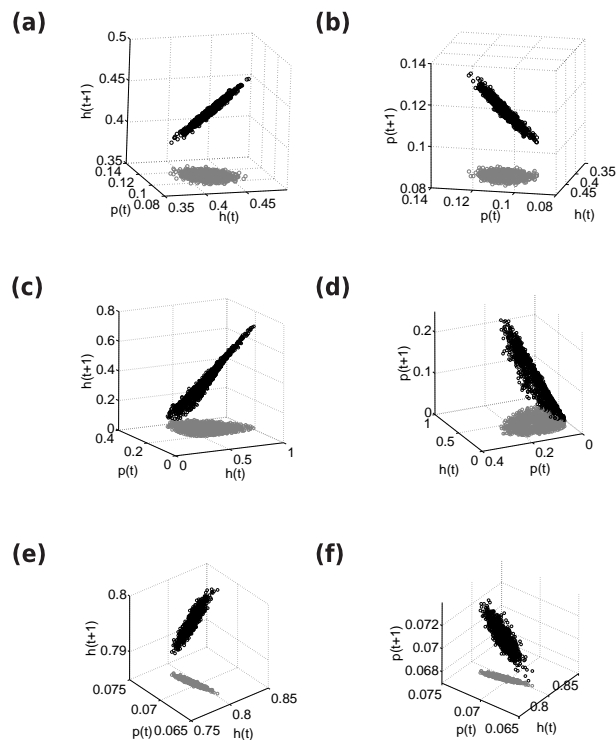 (a)
0.5
0.45
0.4
0.35
h(t+1)
0.14
0.12
0.1
0.08
p(t)
0.35
0.4
0.45
h(t)
(b)
0.14
0.12
0.1
0.08
p(t+1)
0.14
0.12
0.1
0.08
p(t)
0.35
0.4
0.45
h(t)
(c)
0.8
0.6
0.4
0.2
0
h(t+1)
0.4
0.2
0
p(t)
0
0.5
1
h(t)
(d)
0.2
0.1
0
p(t+1)
1
0.5
0
h(t)
0.4
0.2
0
p(t)
(e)
0.8
0.79
h(t+1)
0.075
0.07
0.065
p(t)
0.75
0.8
0.85
h(t)
(f)
0.072
0.07
0.068
p(t+1)
0.075
0.07
0.065
p(t)
0.8
0.85
h(t)